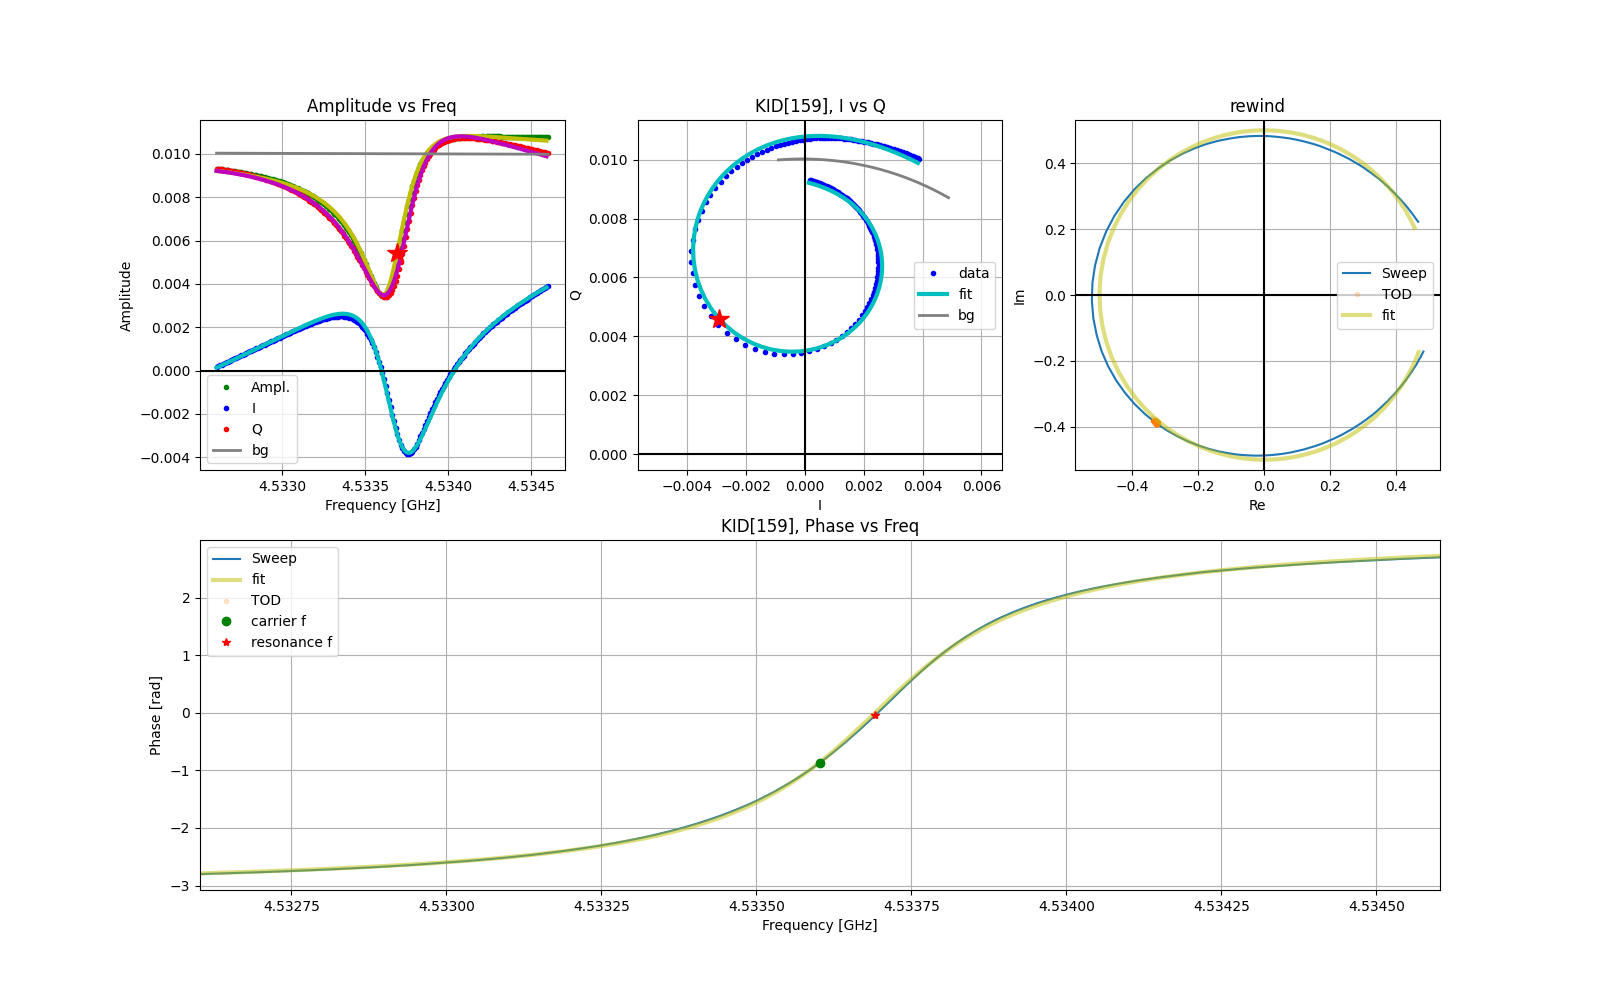 Amplitude vs Freq
Amplitude
0.010
0.008
0.006
0.004
0.002
0.000
−0.002
−0.004
Ampl.
I
Q
bg
4.5330
4.5335
4.5340
4.5345
Frequency [GHz]
KID[159], I vs Q
Q
0.010
0.008
0.006
0.004
0.002
0.000
data
fit
bg
−0.004
−0.002
0.000
0.002
0.004
0.006
I
rewind
Im
0.4
0.2
0.0
−0.2
−0.4
Sweep
TOD
fit
−0.4
−0.2
0.0
0.2
0.4
Re
KID[159], Phase vs Freq
Phase [rad]
2
1
0
−1
−2
−3
Sweep
fit
TOD
carrier f
resonance f
4.53275
4.53300
4.53325
4.53350
4.53375
4.53400
4.53425
4.53450
Frequency [GHz]